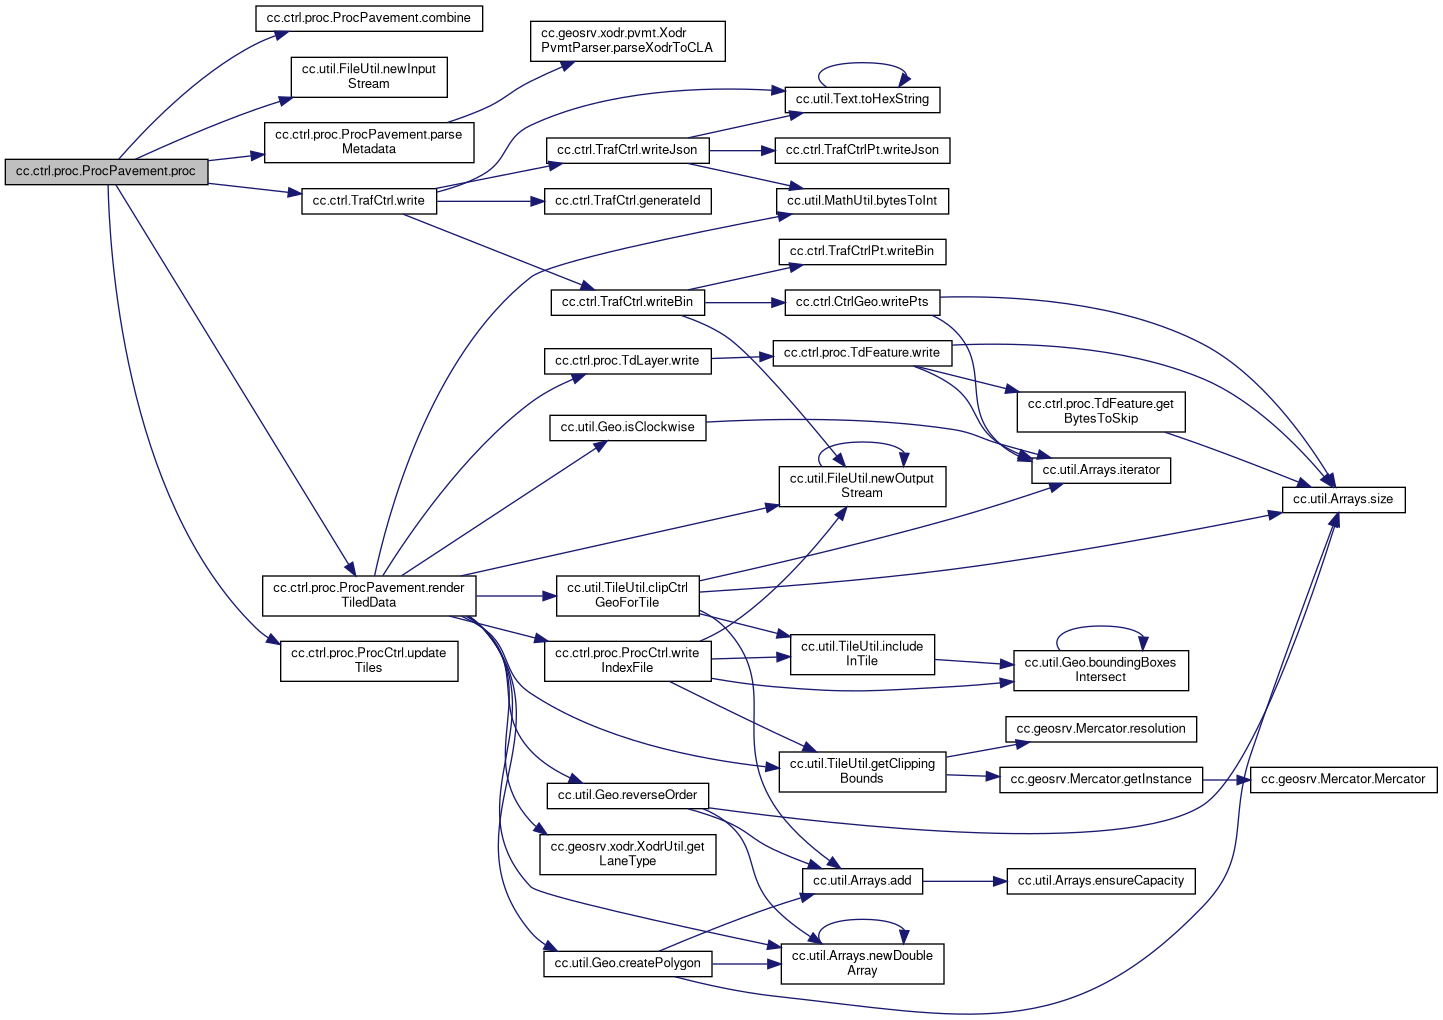 cc.ctrl.proc.ProcPavement.combine
cc.geosrv.xodr.pvmt.Xodr
PvmtParser.parseXodrToCLA
cc.util.FileUtil.newInput
Stream
cc.util.Text.toHexString
cc.ctrl.proc.ProcPavement.parse
Metadata
cc.ctrl.TrafCtrl.writeJson
cc.ctrl.TrafCtrlPt.writeJson
cc.ctrl.proc.ProcPavement.proc
cc.ctrl.TrafCtrl.write
cc.ctrl.TrafCtrl.generateId
cc.util.MathUtil.bytesToInt
cc.ctrl.TrafCtrlPt.writeBin
cc.ctrl.TrafCtrl.writeBin
cc.ctrl.CtrlGeo.writePts
cc.ctrl.proc.TdLayer.write
cc.ctrl.proc.TdFeature.write
cc.ctrl.proc.TdFeature.get
BytesToSkip
cc.util.Geo.isClockwise
cc.util.Arrays.iterator
cc.util.FileUtil.newOutput
Stream
cc.util.Arrays.size
cc.ctrl.proc.ProcPavement.render
TiledData
cc.util.TileUtil.clipCtrl
GeoForTile
cc.ctrl.proc.ProcCtrl.update
Tiles
cc.ctrl.proc.ProcCtrl.write
IndexFile
cc.util.TileUtil.include
InTile
cc.util.Geo.boundingBoxes
Intersect
cc.geosrv.Mercator.resolution
cc.util.TileUtil.getClipping
Bounds
cc.geosrv.Mercator.getInstance
cc.geosrv.Mercator.Mercator
cc.util.Geo.reverseOrder
cc.geosrv.xodr.XodrUtil.get
LaneType
cc.util.Arrays.add
cc.util.Arrays.ensureCapacity
cc.util.Geo.createPolygon
cc.util.Arrays.newDouble
Array